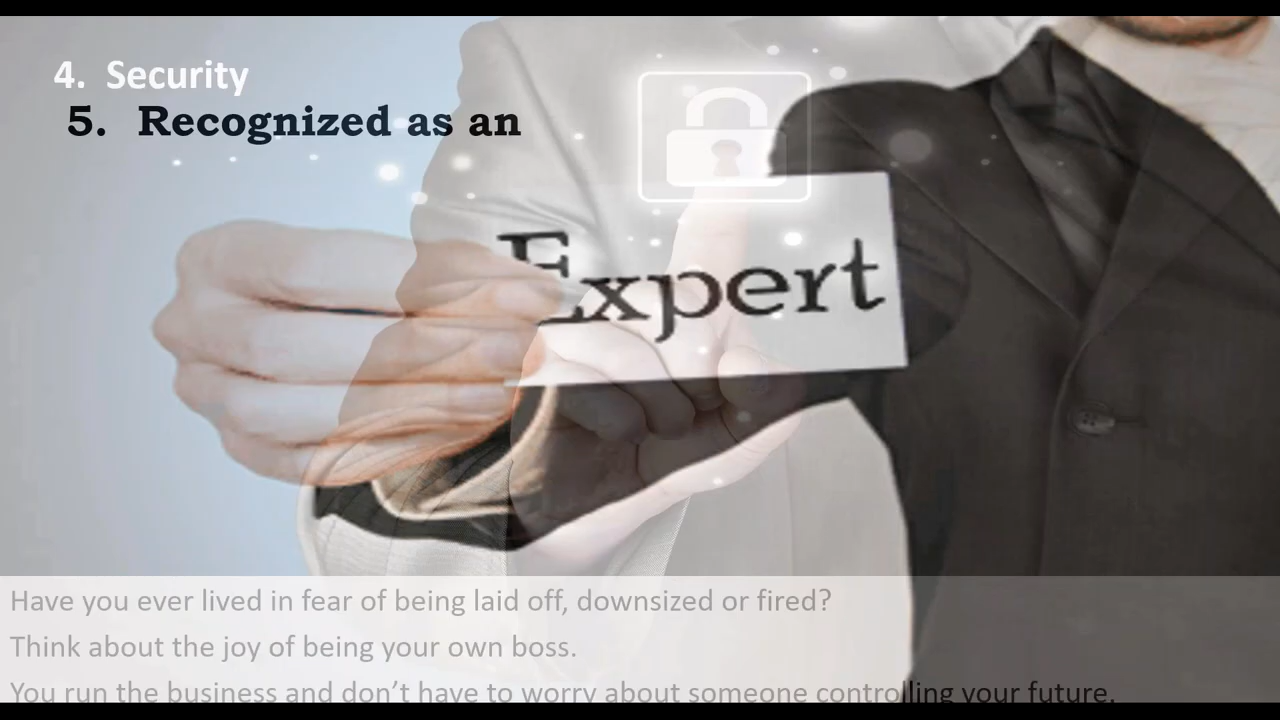 4. Security
5. Recognized as an
Expert
Have you ever lived in fear of being laid off, downsized or fired?
Think about the joy of being your own boss.
You run the business and don’t have to worry about someone controlling your future.